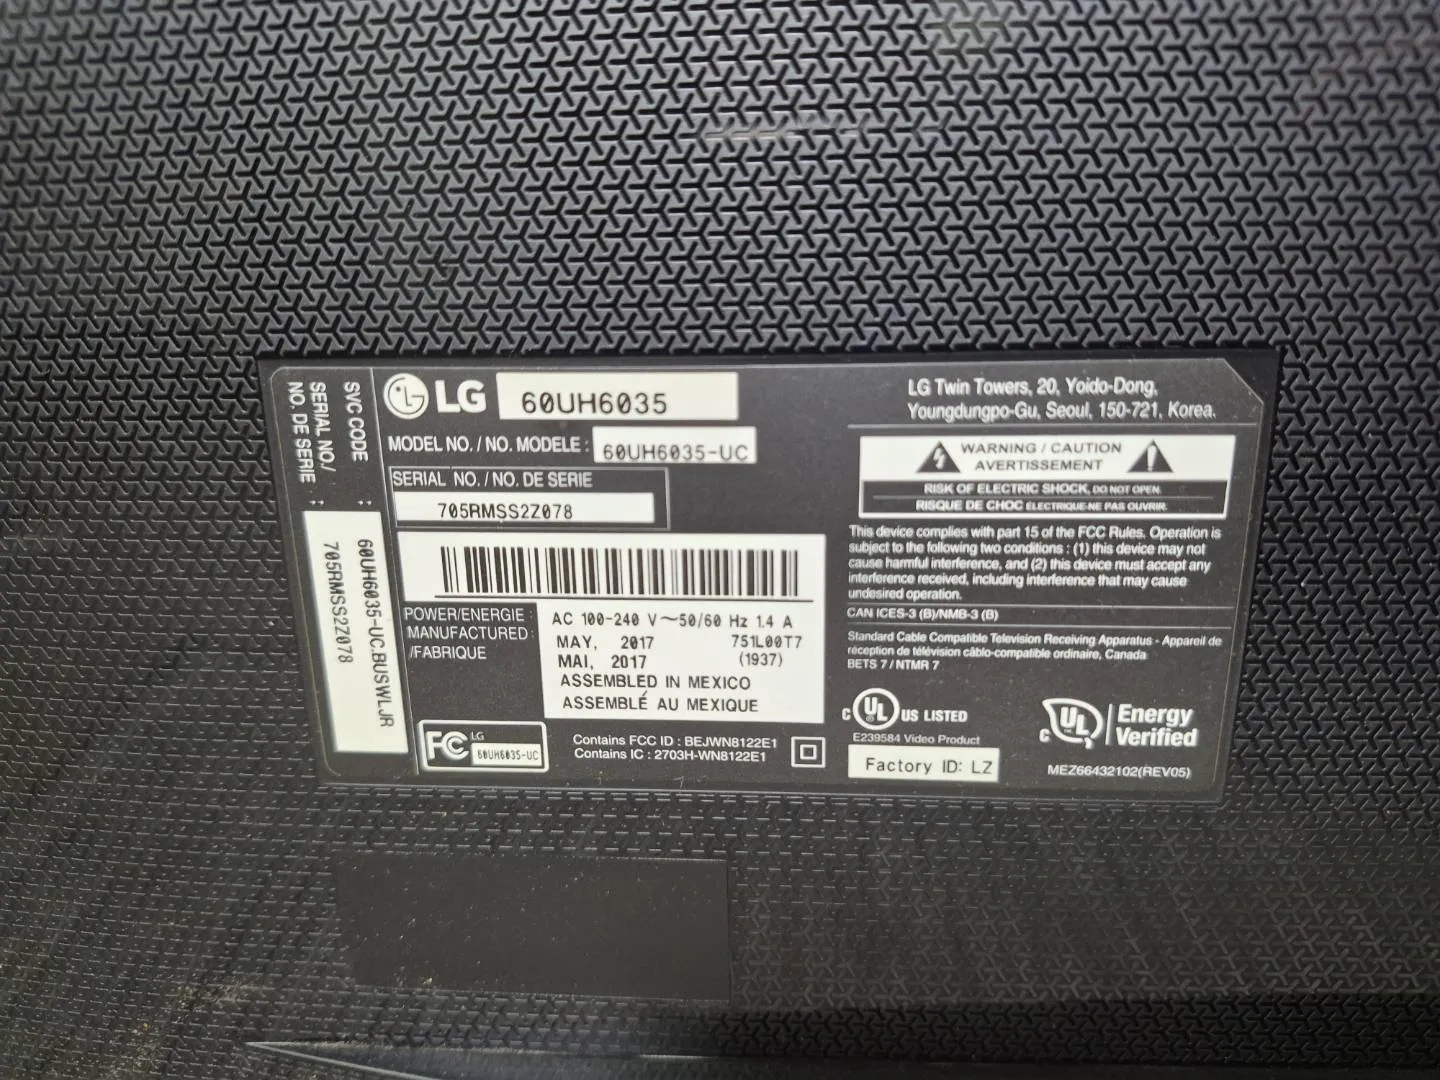 SVC CODE :
SERIAL NO./
NO. DE SERIE :
60UH6035-UC.BUSWLJR
705RMSS2Z078
LG 60UH6035
MODEL NO. / NO. MODELE : 60UH6035-UC
SERIAL NO. / NO. DE SERIE
705RMSS2Z078
POWER/ENERGIE : AC 100-240 V~50/60 Hz 1.4 A
MANUFACTURED : MAY, 2017 751L00T7
/FABRIQUE MAI, 2017 (1937)
ASSEMBLED IN MEXICO
ASSEMBLÉ AU MEXIQUE
FC LG
60UH6035-UC
Contains FCC ID : BEJWN8122E1
Contains IC : 2703H-WN8122E1
LG Twin Towers, 20, Yoido-Dong,
Youngdungpo-Gu, Seoul, 150-721, Korea.
WARNING / CAUTION
AVERTISSEMENT
RISK OF ELECTRIC SHOCK, DO NOT OPEN.
RISQUE DE CHOC ELECTRIQUE-NE PAS OUVRIR.
This device complies with part 15 of the FCC Rules. Operation is
subject to the following two conditions : (1) this device may not
cause harmful interference, and (2) this device must accept any
interference received, including interference that may cause
undesired operation.
CAN ICES-3 (B)/NMB-3 (B)
Standard Cable Compatible Television Receiving Apparatus - Appareil de
réception de télévision câblo-compatible ordinaire, Canada
BETS 7 / NTMR 7
C UL US LISTED
E239584 Video Product
Factory ID: LZ
C UL Energy
Verified
MEZ66432102(REV05)